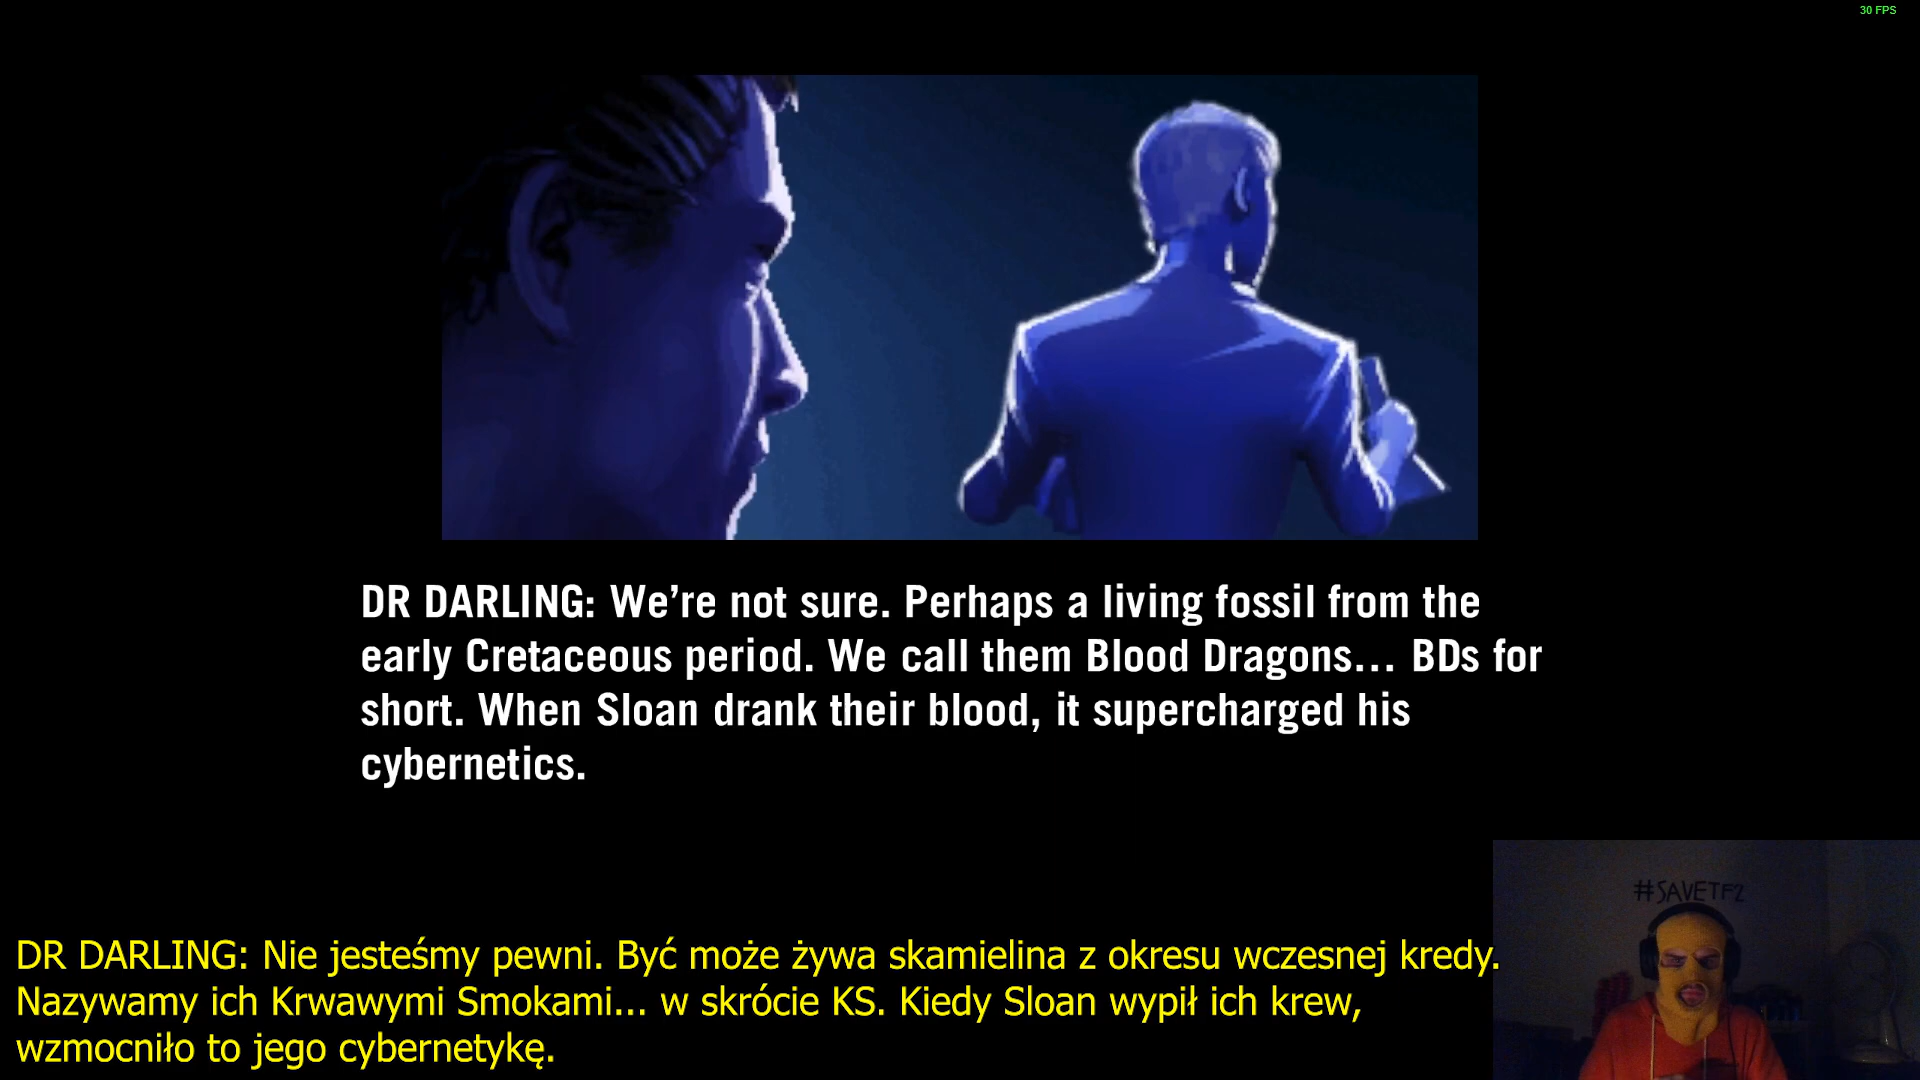 30 FPS
DR DARLING: We’re not sure. Perhaps a living fossil from the
early Cretaceous period. We call them Blood Dragons... BDs for
short. When Sloan drank their blood, it supercharged his
cybernetics.
#SAVETF2
DR DARLING: Nie jesteśmy pewni. Być może żywa skamielina z okresu wczesnej kredy.
Nazywamy ich Krwawymi Smokami... w skrócie KS. Kiedy Sloan wypił ich krew,
wzmocniło to jego cybernetykę.